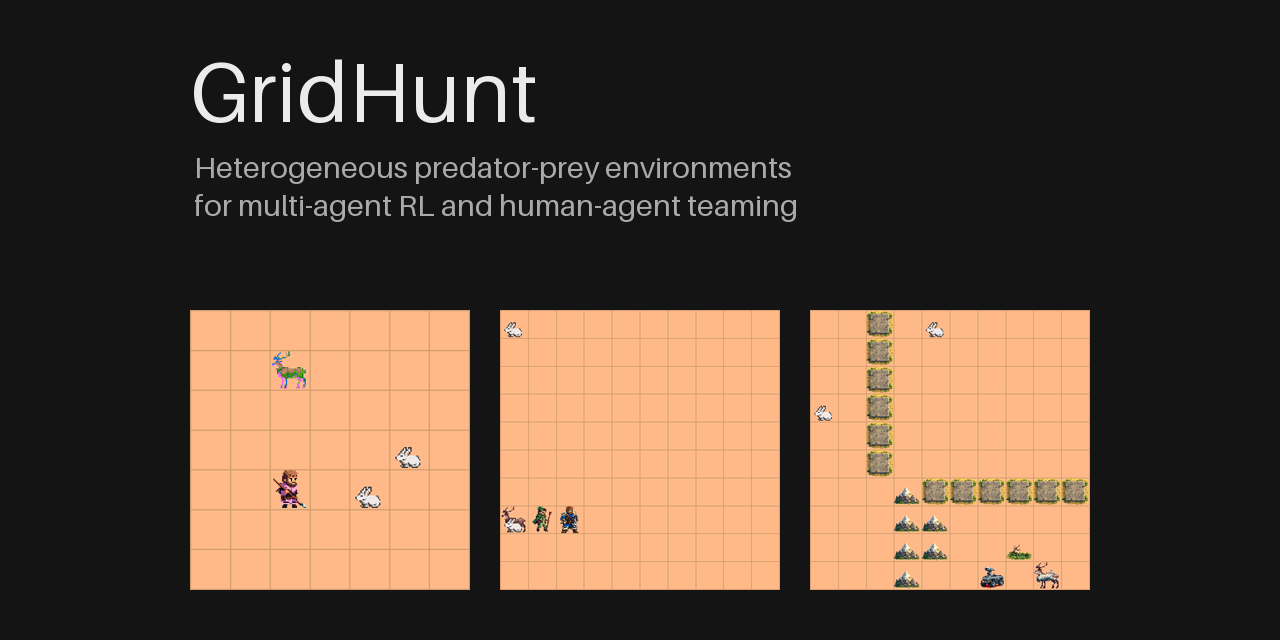 GridHunt
Heterogeneous predator-prey environments
for multi-agent RL and human-agent teaming